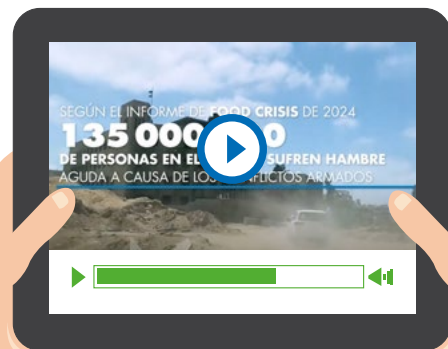 SEGÚN EL INFORME DE FOOD CRISIS DE 2024
135 000
DE PERSONAS EN EL SUFREN HAMBRE
AGUDA A CAUSA DE LOS CONFLICTOS ARMADOS